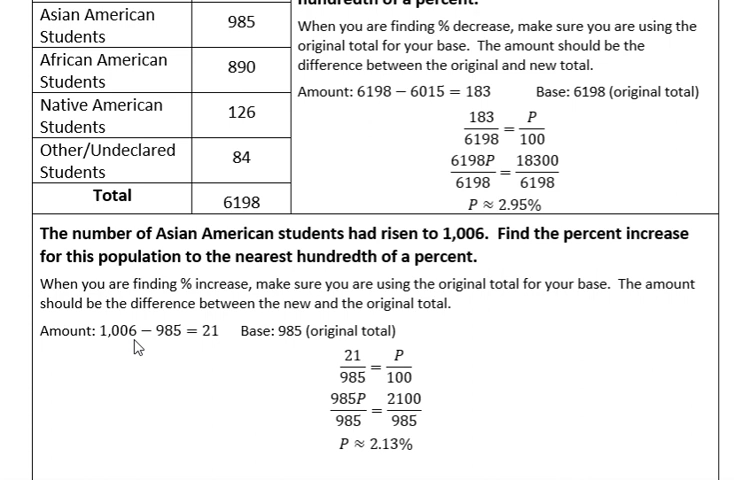 hundredth of a percent.
Asian American
Students
985
African American
Students
890
Native American
Students
126
Other/Undeclared
Students
84
Total
6198
When you are finding % decrease, make sure you are using the
original total for your base. The amount should be the
difference between the original and new total.
Amount: 6198 – 6015 = 183 Base: 6198 (original total)
183/6198 = P/100
6198P/6198 = 18300/6198
P ≈ 2.95%
The number of Asian American students had risen to 1,006. Find the percent increase
for this population to the nearest hundredth of a percent.
When you are finding % increase, make sure you are using the original total for your base. The amount
should be the difference between the new and the original total.
Amount: 1,006 – 985 = 21 Base: 985 (original total)
21/985 = P/100
985P/985 = 2100/985
P ≈ 2.13%